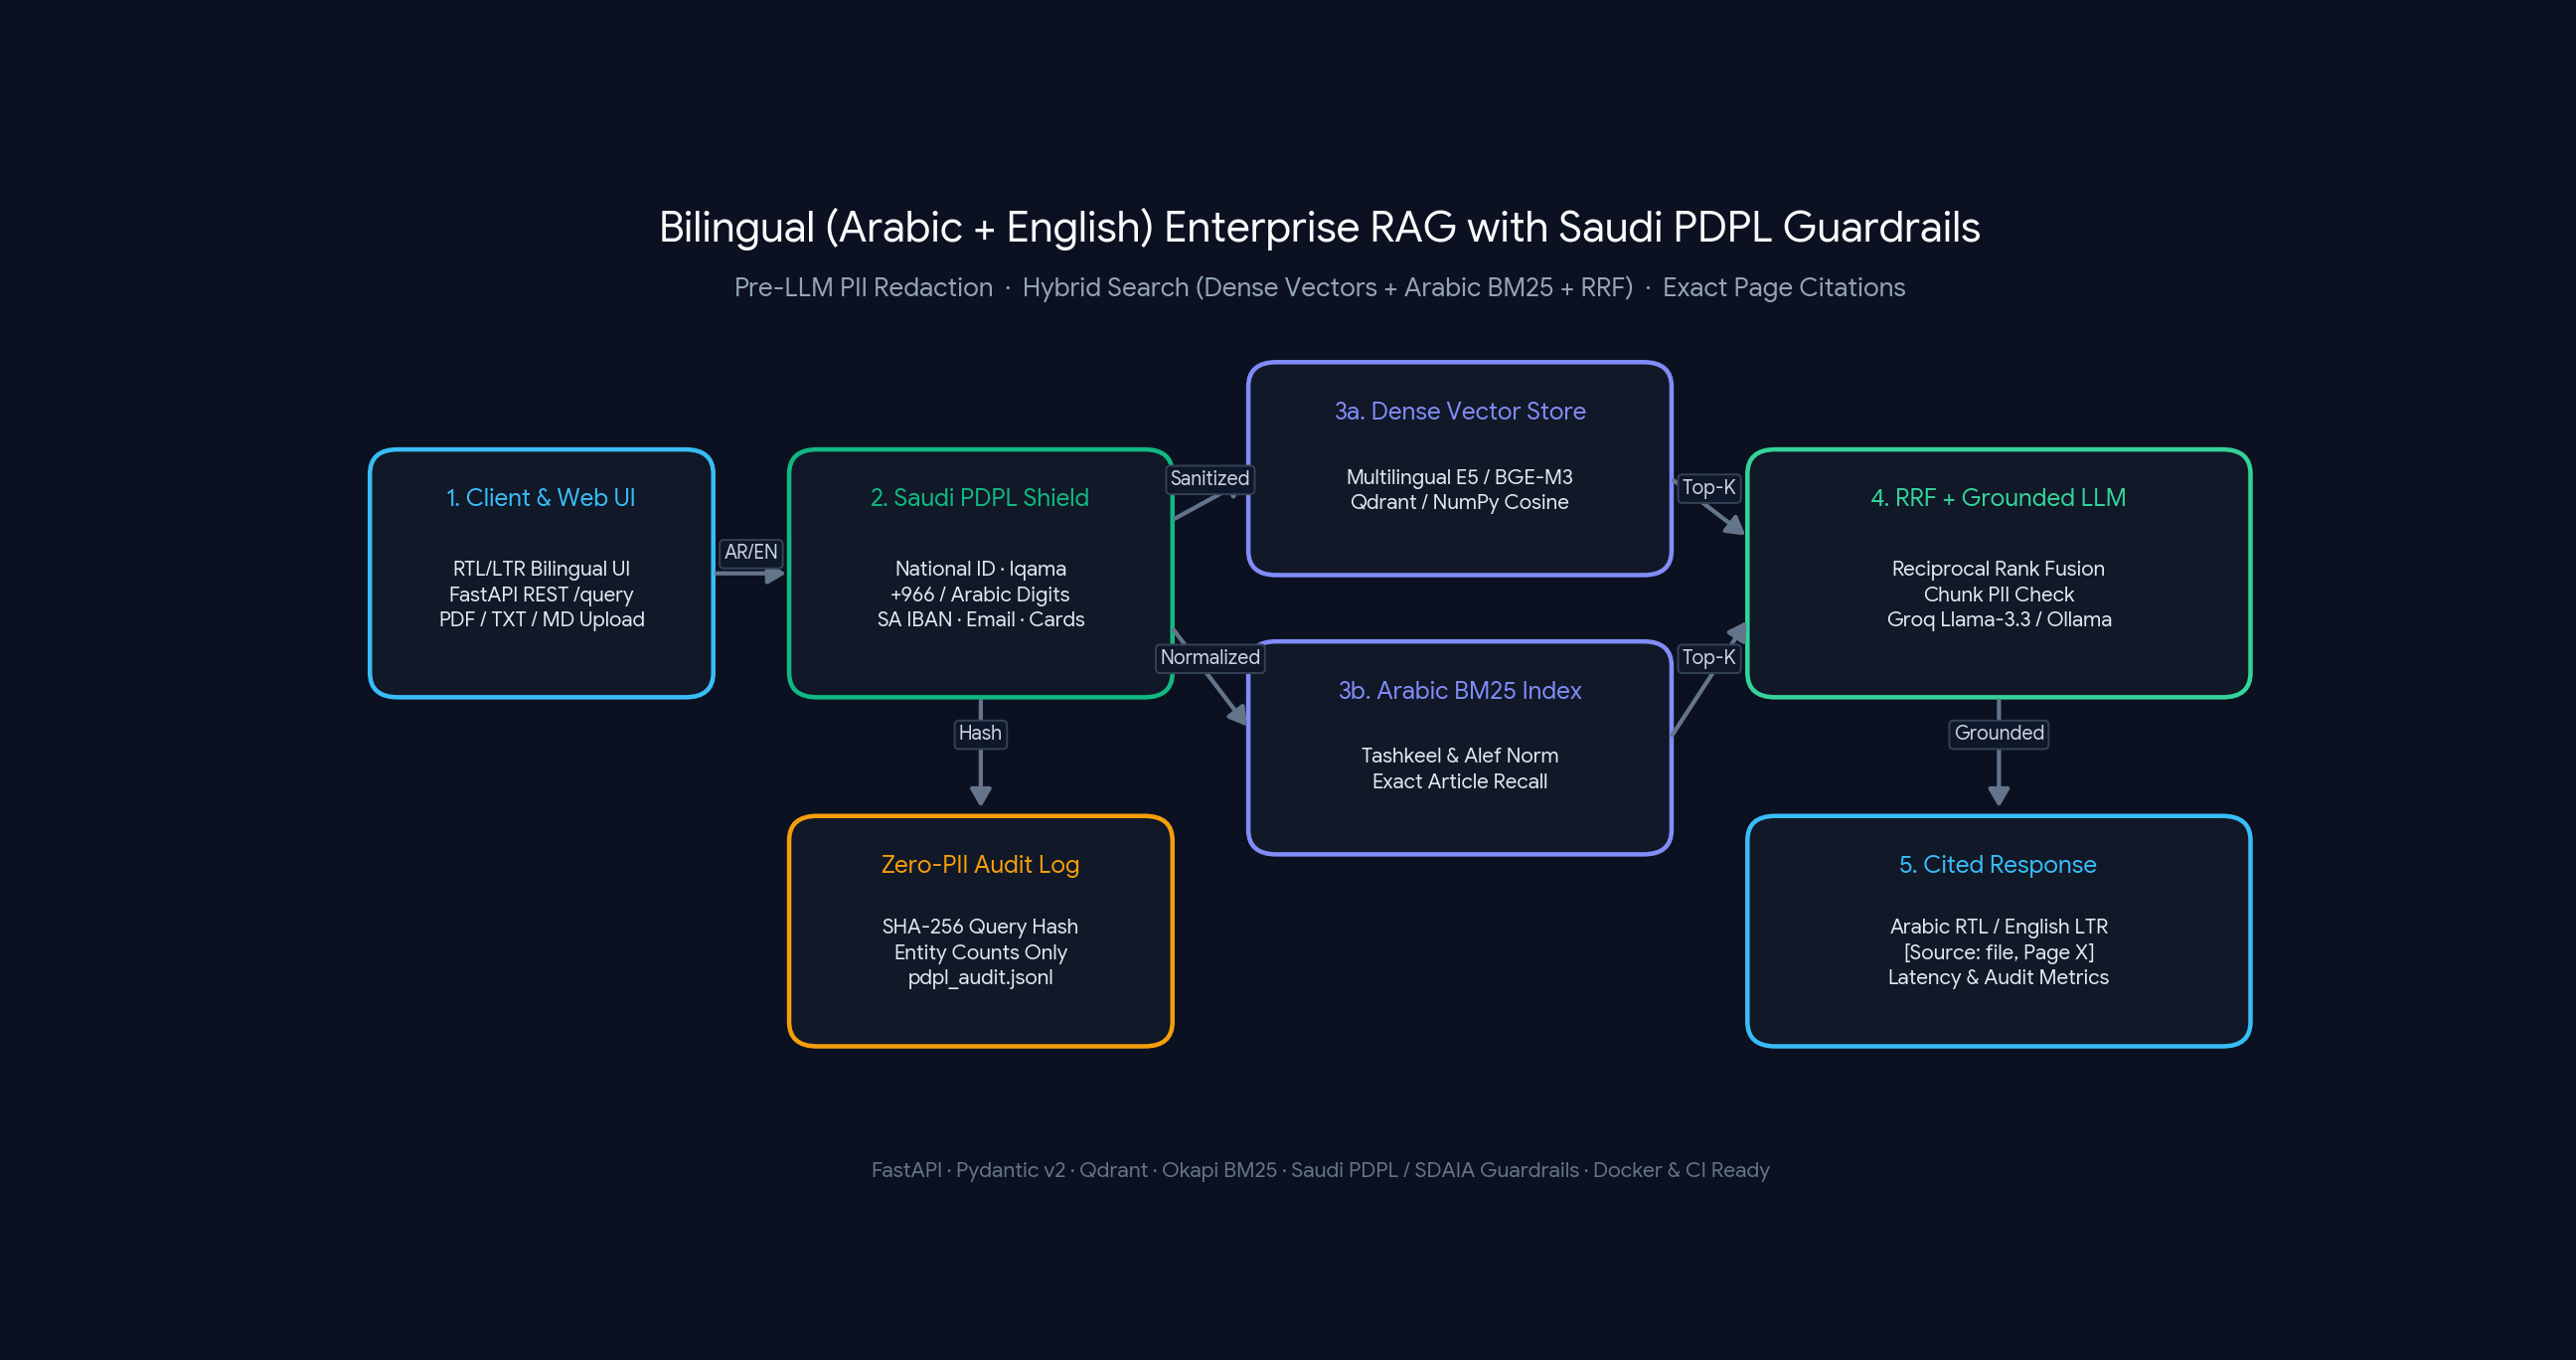 Bilingual (Arabic + English) Enterprise RAG with Saudi PDPL Guardrails
Pre-LLM PII Redaction · Hybrid Search (Dense Vectors + Arabic BM25 + RRF) · Exact Page Citations
1. Client & Web UI
RTL/LTR Bilingual UI
FastAPI REST /query
PDF / TXT / MD Upload
AR/EN
2. Saudi PDPL Shield
National ID · Iqama
+966 / Arabic Digits
SA IBAN · Email · Cards
Sanitized
Normalized
Hash
Zero-PII Audit Log
SHA-256 Query Hash
Entity Counts Only
pdpl_audit.jsonl
3a. Dense Vector Store
Multilingual E5 / BGE-M3
Qdrant / NumPy Cosine
3b. Arabic BM25 Index
Tashkeel & Alef Norm
Exact Article Recall
Top-K
Top-K
4. RRF + Grounded LLM
Reciprocal Rank Fusion
Chunk PII Check
Groq Llama-3.3 / Ollama
Grounded
5. Cited Response
Arabic RTL / English LTR
[Source: file, Page X]
Latency & Audit Metrics
FastAPI · Pydantic v2 · Qdrant · Okapi BM25 · Saudi PDPL / SDAIA Guardrails · Docker & CI Ready